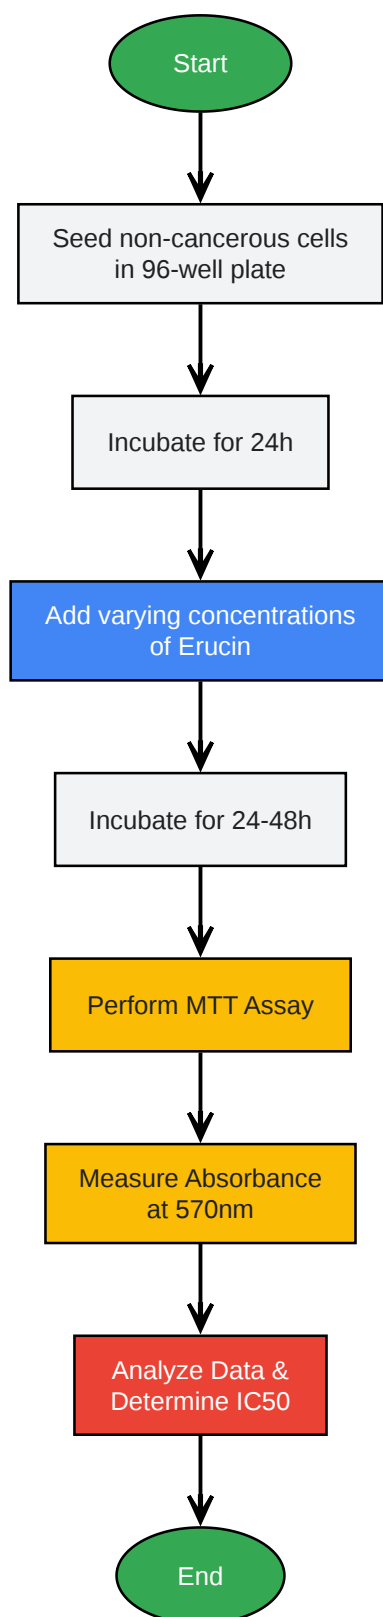 Start
Seed non-cancerous cells
in 96-well plate
Incubate for 24h
Add varying concentrations
of Erucin
Incubate for 24-48h
Perform MTT Assay
Measure Absorbance
at 570nm
Analyze Data &
Determine IC50
End